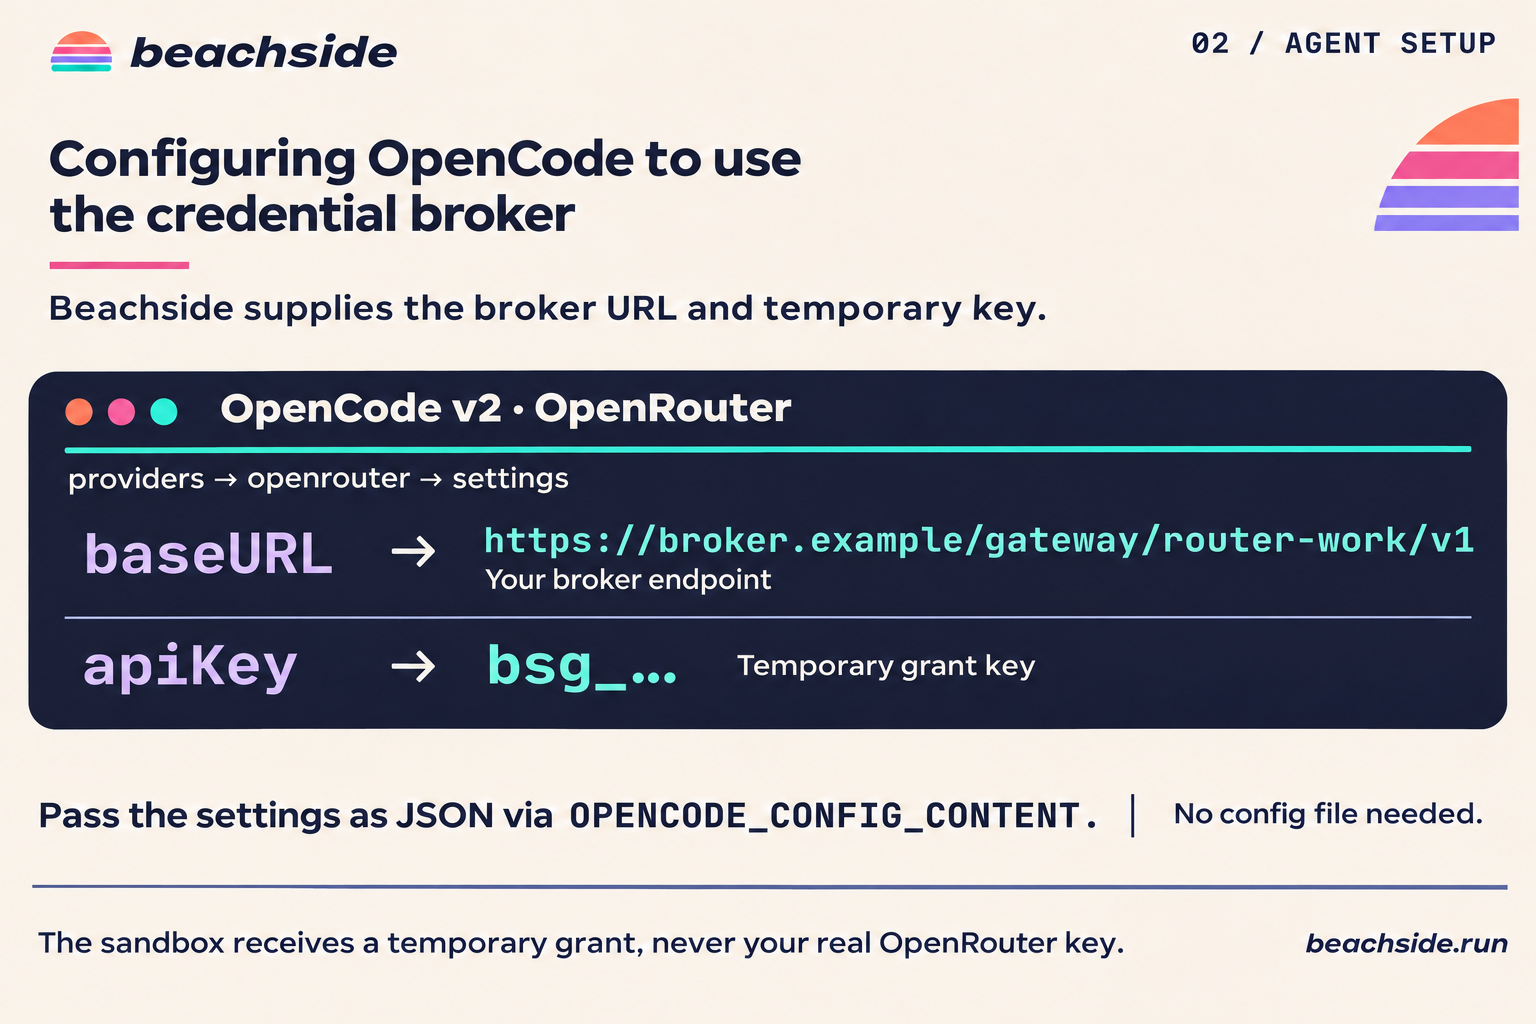 beachside
02 / AGENT SETUP
Configuring OpenCode to use
the credential broker
Beachside supplies the broker URL and temporary key.
OpenCode v2 · OpenRouter
providers → openrouter → settings
baseURL → https://broker.example/gateway/router-work/v1
Your broker endpoint
apiKey → bsg_... Temporary grant key
Pass the settings as JSON via OPENCODE_CONFIG_CONTENT. | No config file needed.
The sandbox receives a temporary grant, never your real OpenRouter key.
beachside.run